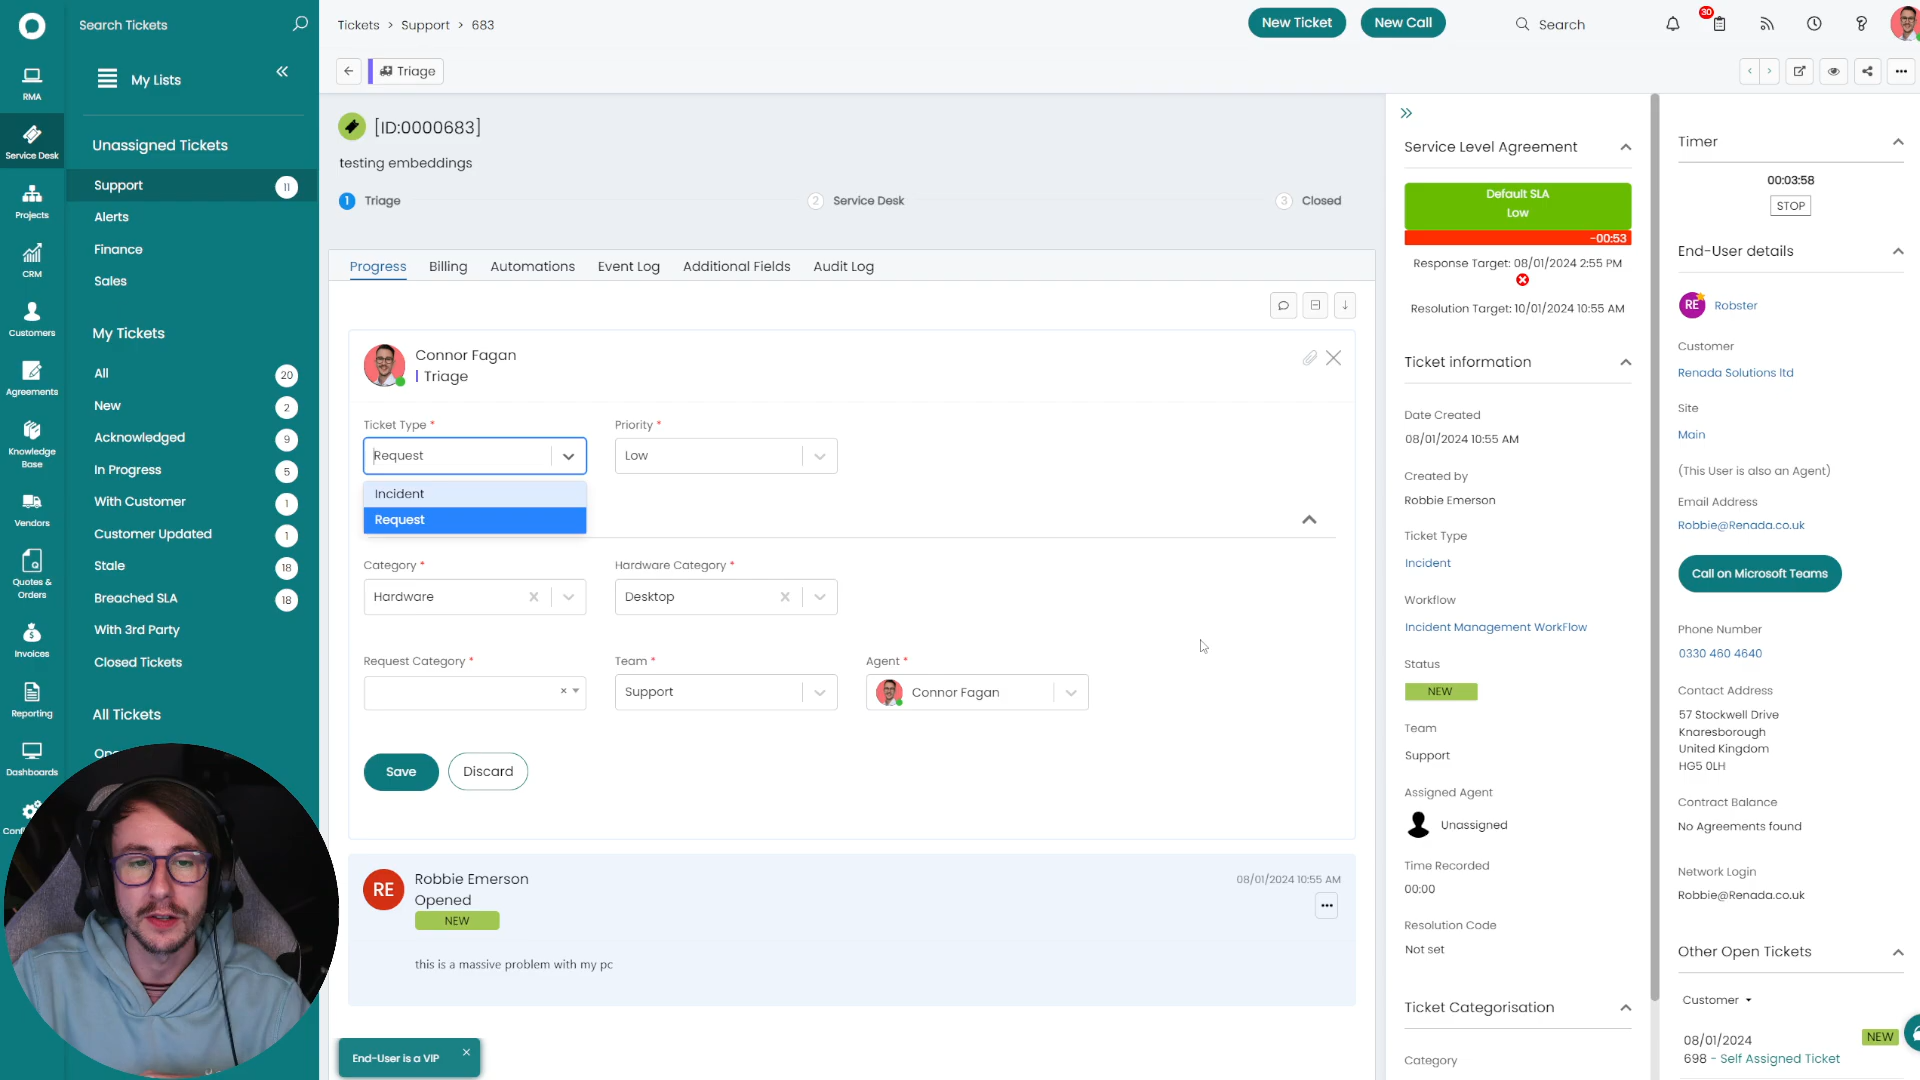 Search Tickets
Tickets > Support > 683
New Ticket
New Call
Search
30
RMA
Service Desk
Projects
CRM
Customers
Agreements
Knowledge
Base
Vendors
Quotes &
Orders
Invoices
Reporting
Dashboards
My Lists
Unassigned Tickets
Support 11
Alerts
Finance
Sales
My Tickets
All 20
New 2
Acknowledged 9
In Progress 5
With Customer 1
Customer Updated 1
Stale 18
Breached SLA 18
With 3rd Party
Closed Tickets
All Tickets
Triage
[ID:0000683]
testing embeddings
1 Triage
2 Service Desk
3 Closed
Progress
Billing
Automations
Event Log
Additional Fields
Audit Log
Connor Fagan
Triage
Ticket Type *
Request
Incident
Request
Priority *
Low
Category *
Hardware
Hardware Category *
Desktop
Request Category *
Team *
Support
Agent *
Connor Fagan
Save
Discard
RE
Robbie Emerson
Opened
NEW
08/01/2024 10:55 AM
this is a massive problem with my pc
End-User is a VIP
Service Level Agreement
Default SLA
Low
-00:53
Response Target: 08/01/2024 2:55 PM
Resolution Target: 10/01/2024 10:55 AM
Ticket information
Date Created
08/01/2024 10:55 AM
Created by
Robbie Emerson
Ticket Type
Incident
Workflow
Incident Management WorkFlow
Status
NEW
Team
Support
Assigned Agent
Unassigned
Time Recorded
00:00
Resolution Code
Not set
Ticket Categorisation
Category
Timer
00:03:58
STOP
End-User details
RE
Robster
Customer
Renada Solutions ltd
Site
Main
(This User is also an Agent)
Email Address
Robbie@Renada.co.uk
Call on Microsoft Teams
Phone Number
0330 460 4640
Contact Address
57 Stockwell Drive
Knaresborough
United Kingdom
HG5 0LH
Contract Balance
No Agreements found
Network Login
Robbie@Renada.co.uk
Other Open Tickets
Customer
08/01/2024
NEW
698 - Self Assigned Ticket